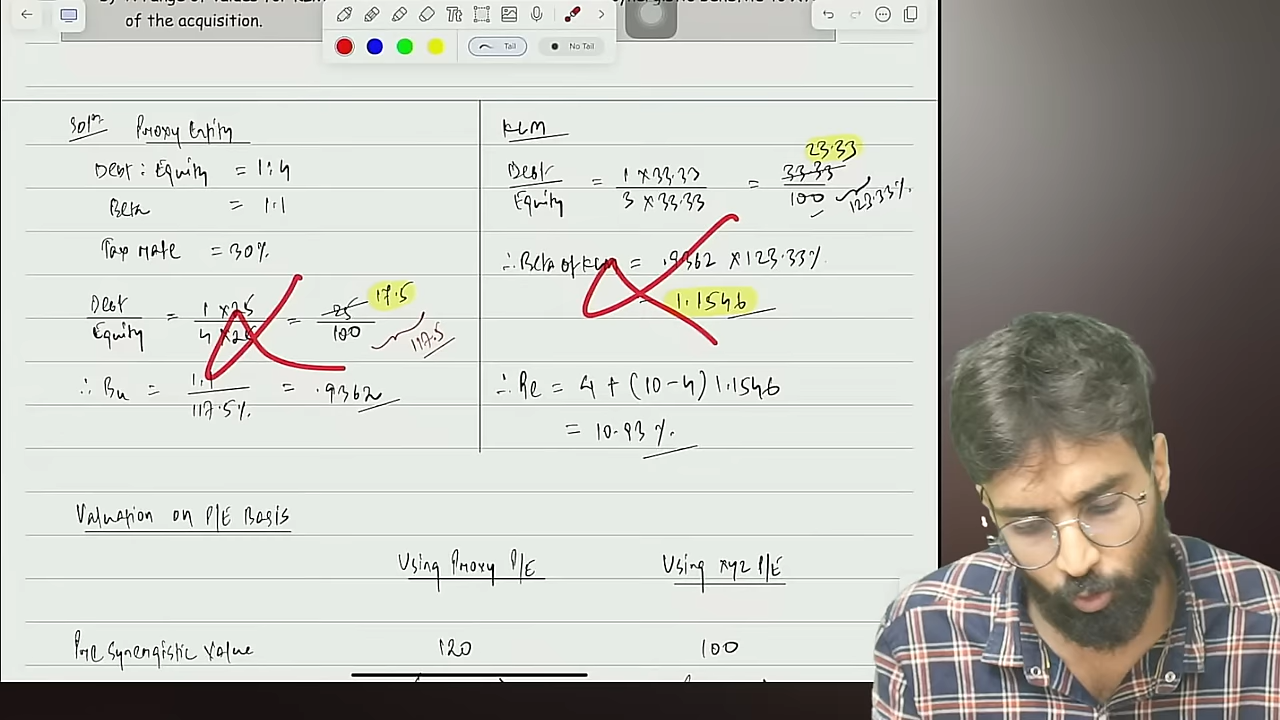 of the acquisition.
Tail
No Tail
Soln Proxy Entity
Debt : Equity = 1:4
Beta = 1.1
Tax rate = 30%
Debt / Equity = 1 x 25 / 4 x 25 = 25 / 100 17.5
117.5
∴ Bu = 1.1 / 117.5% = .9362
KLM
Debt / Equity = 1 x 33.33 / 3 x 33.33 = 33.33 / 100 23.33
123.33%
∴ Beta of KLM = .9362 x 123.33%
= 1.1546
∴ Re = 4 + (10-4) 1.1546
= 10.93%
Valuation on P/E Basis
Using Proxy P/E Using xyz P/E
Pre synergistic value 120 100